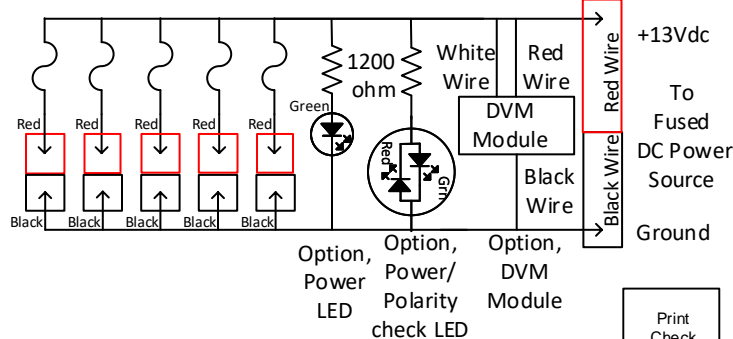 Red
Red
Red
Red
Red
Black
Black
Black
Black
Black
Green
1200
ohm
Red
Grn
White
Wire
Red
Wire
DVM
Module
Black
Wire
Red Wire
Black Wire
+13Vdc
To
Fused
DC Power
Source
Ground
Option,
Power
LED
Option,
Power/
Polarity
check LED
Option,
DVM
Module
Print
Check